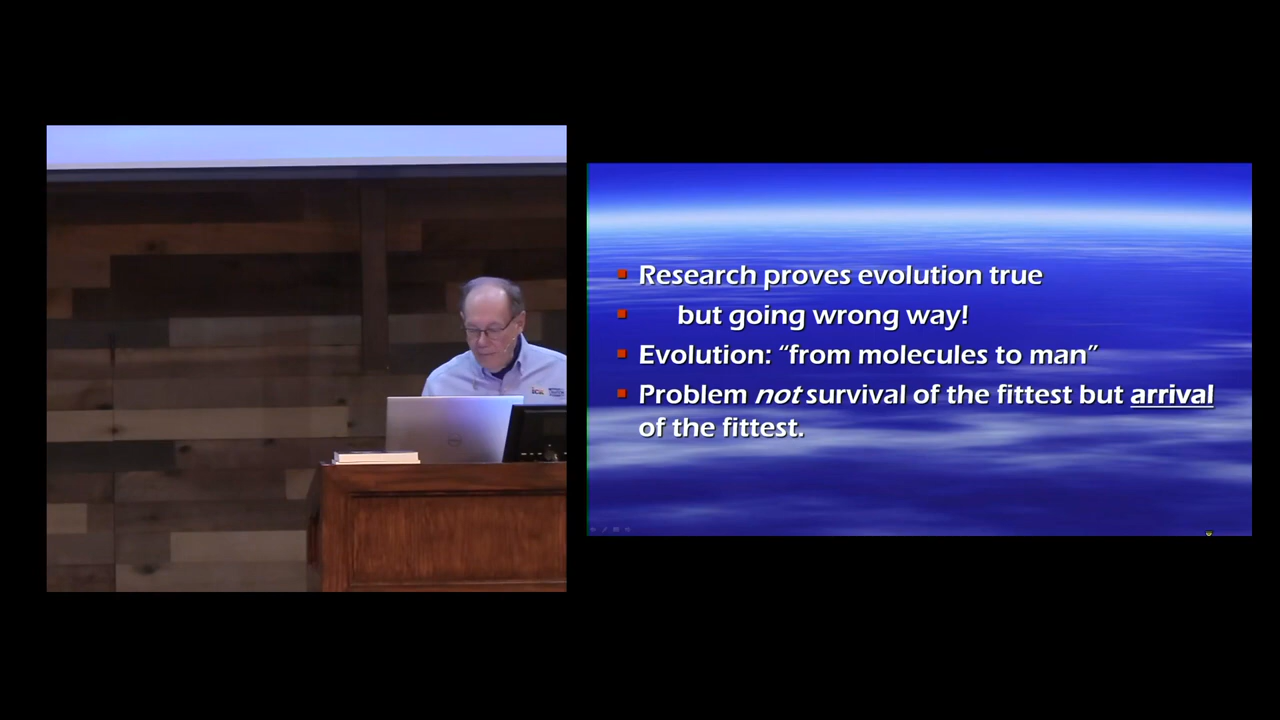 Research proves evolution true
but going wrong way!
Evolution: “from molecules to man”
Problem not survival of the fittest but arrival
of the fittest.